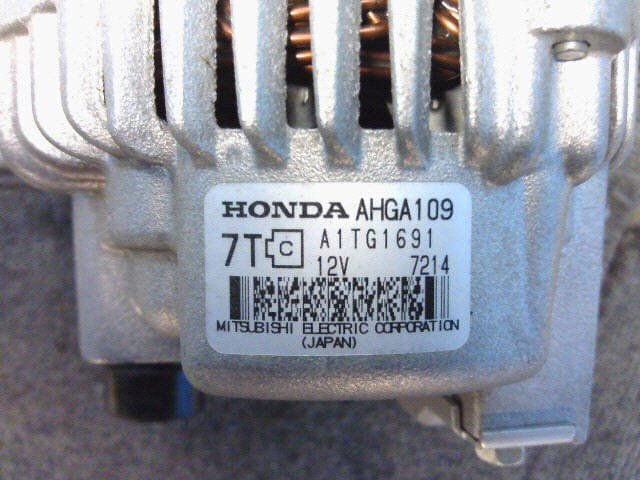 HONDA AHGA109
7T C A1TG1691
12V 7214
MITSUBISHI ELECTRIC CORPORATION
(JAPAN)